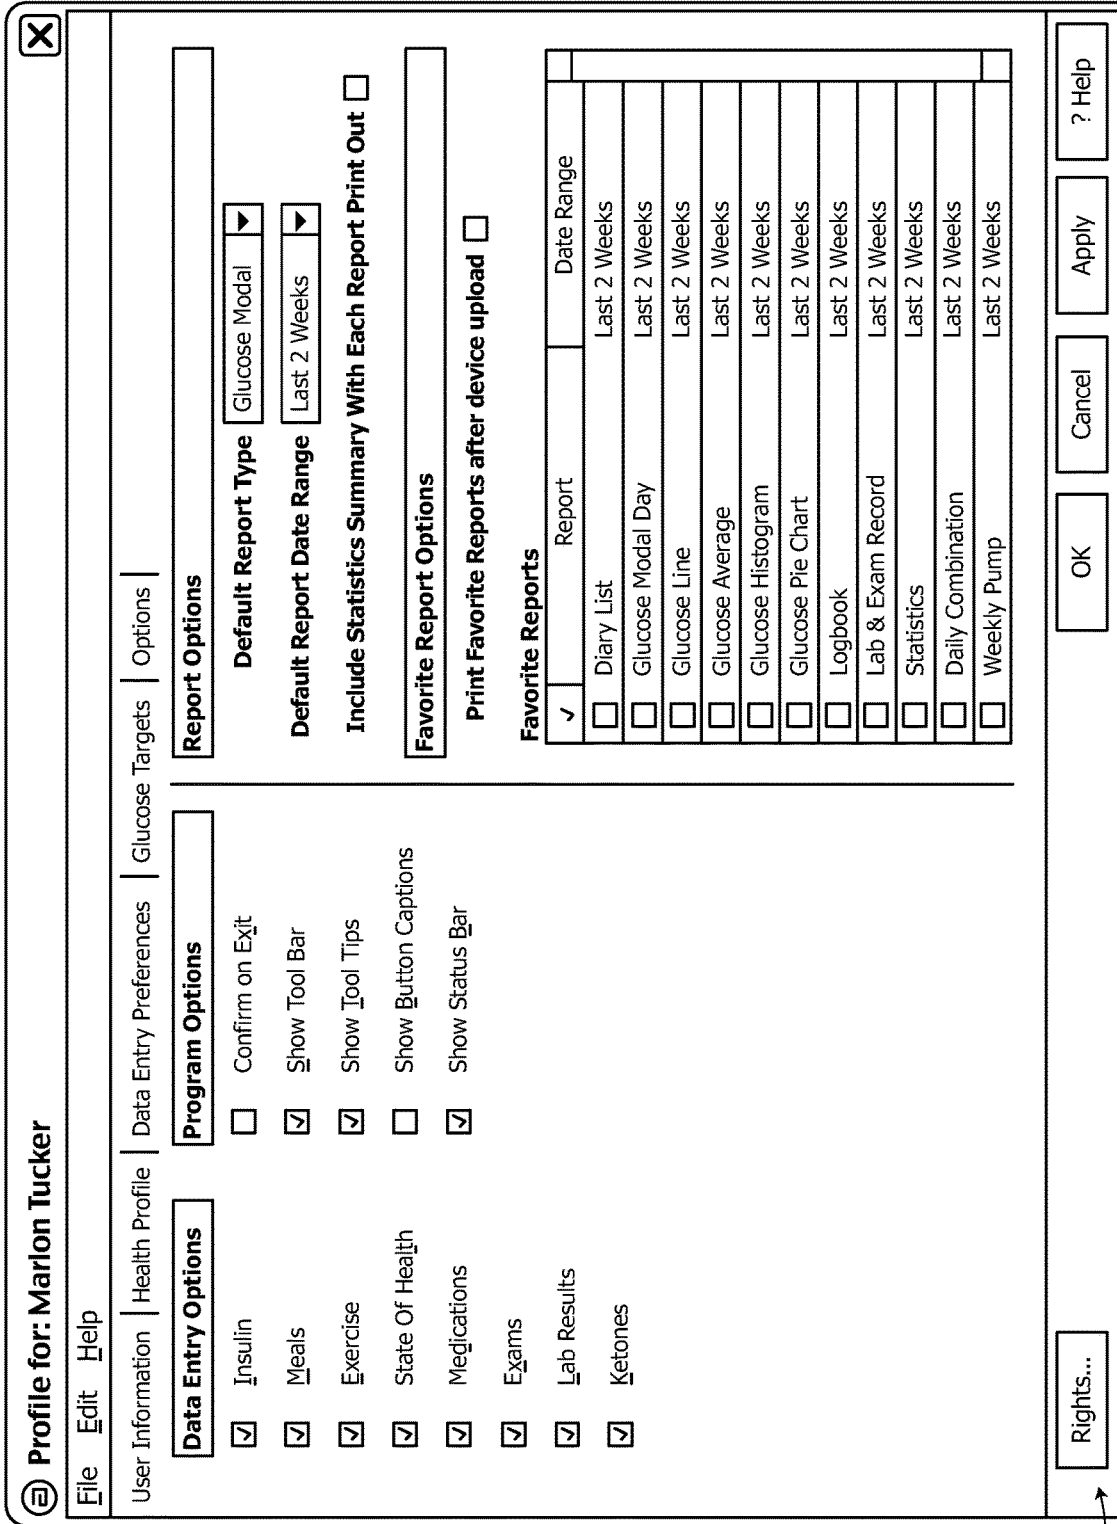 Profile for: Marlon Tucker
File Edit Help
User Information | Health Profile | Data Entry Preferences | Glucose Targets | Options
Data Entry Options
Insulin
Meals
Exercise
State Of Health
Medications
Exams
Lab Results
Ketones
Program Options
Confirm on Exit
Show Tool Bar
Show Tool Tips
Show Button Captions
Show Status Bar
Report Options
Default Report Type Glucose Modal
Default Report Date Range Last 2 Weeks
Include Statistics Summary With Each Report Print Out
Favorite Report Options
Print Favorite Reports after device upload
Favorite Reports
Report Date Range
Diary List Last 2 Weeks
Glucose Modal Day Last 2 Weeks
Glucose Line Last 2 Weeks
Glucose Average Last 2 Weeks
Glucose Histogram Last 2 Weeks
Glucose Pie Chart Last 2 Weeks
Logbook Last 2 Weeks
Lab & Exam Record Last 2 Weeks
Statistics Last 2 Weeks
Daily Combination Last 2 Weeks
Weekly Pump Last 2 Weeks
Rights... OK Cancel Apply ? Help